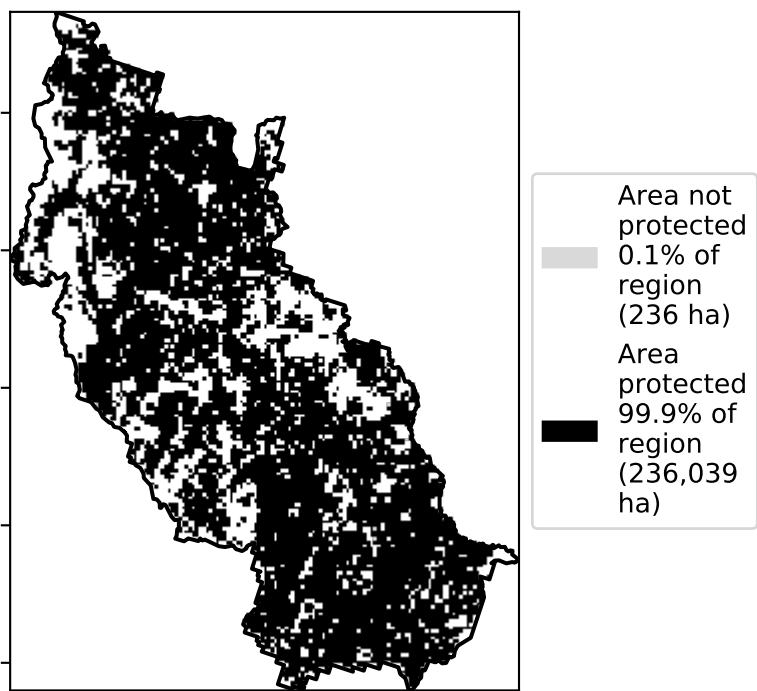 Area not
protected
0.1% of
region
(236 ha)
Area
protected
99.9% of
region
(236,039
ha)